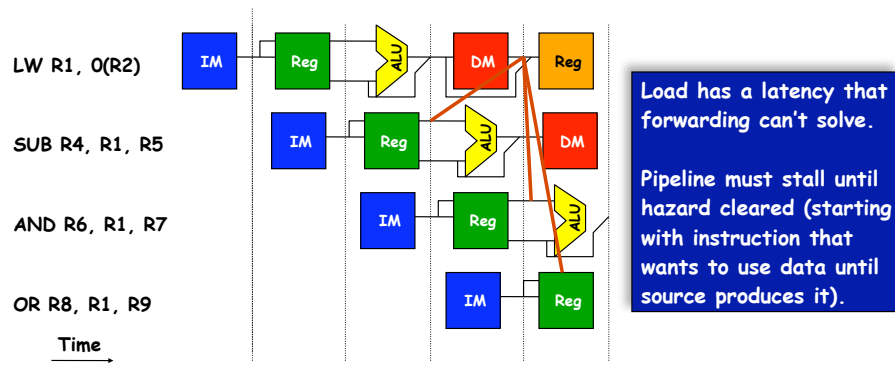 LW R1, 0(R2)
IM
Reg
ALU
DM
Reg
SUB R4, R1, R5
IM
Reg
ALU
DM
AND R6, R1, R7
IM
Reg
ALU
OR R8, R1, R9
IM
Reg
Time
Load has a latency that
forwarding can't solve.
Pipeline must stall until
hazard cleared (starting
with instruction that
wants to use data until
source produces it).